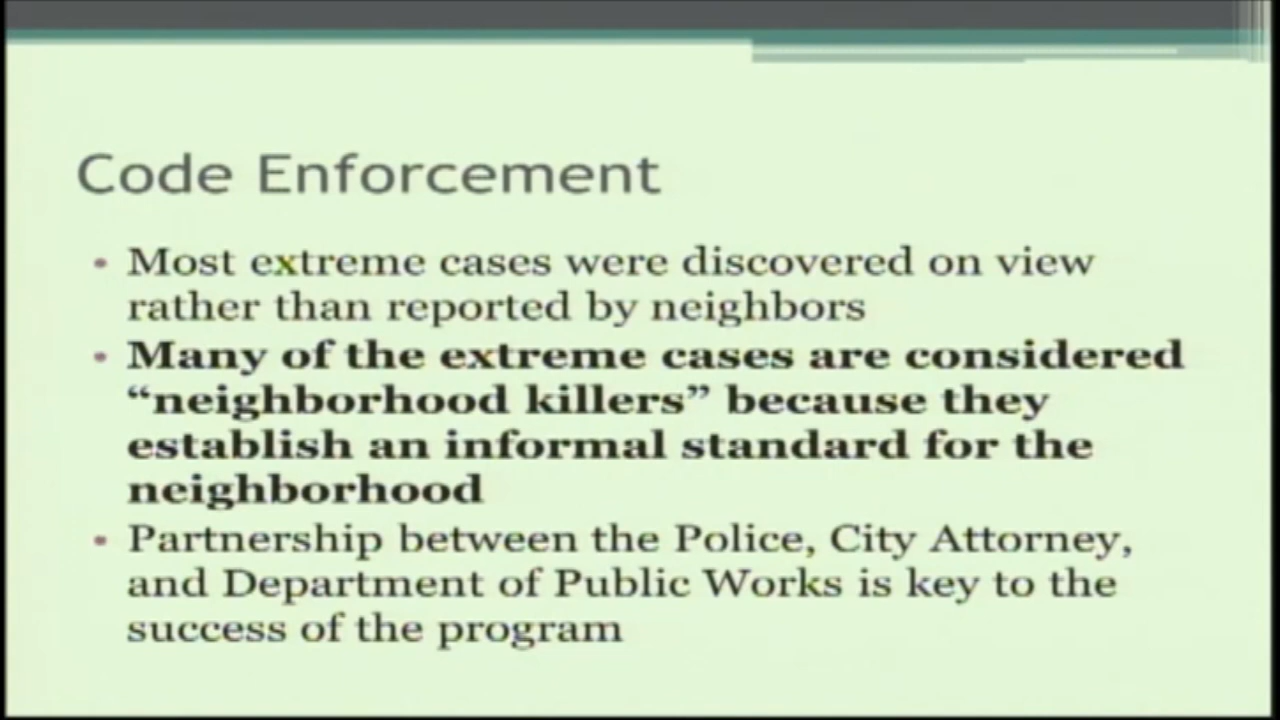 Code Enforcement
• Most extreme cases were discovered on view
rather than reported by neighbors
• Many of the extreme cases are considered
“neighborhood killers” because they
establish an informal standard for the
neighborhood
• Partnership between the Police, City Attorney,
and Department of Public Works is key to the
success of the program